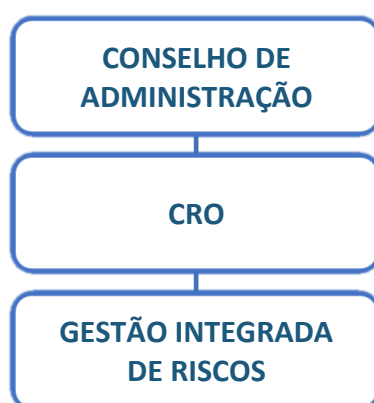 CONSELHO DE
ADMINISTRAÇÃO
CRO
GESTÃO INTEGRADA
DE RISCOS